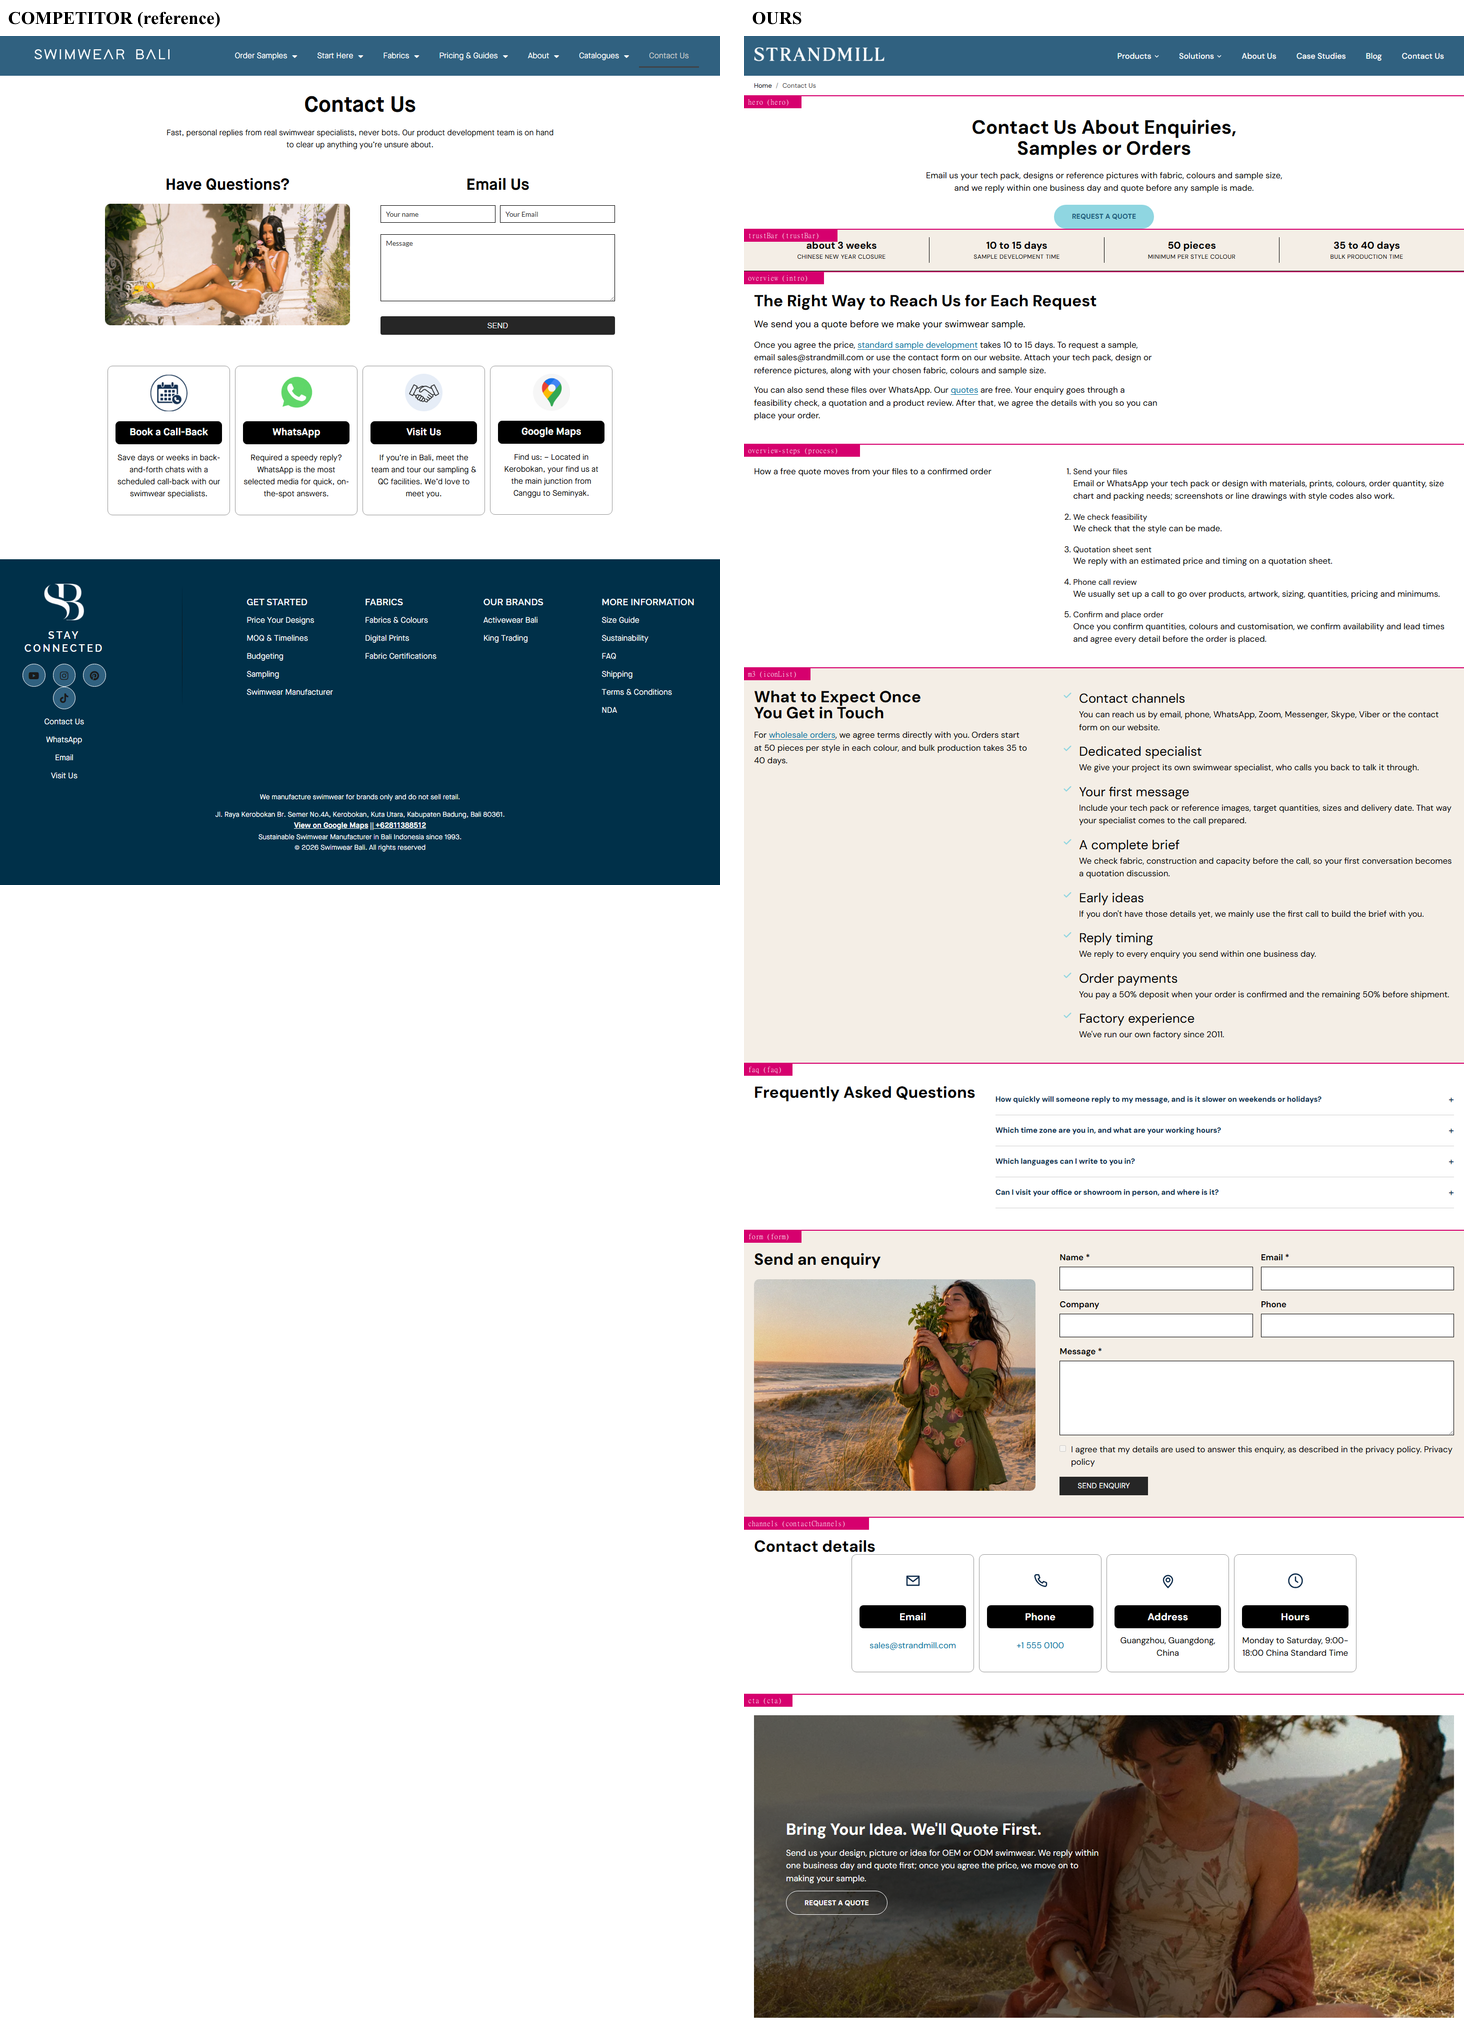 COMPETITOR (reference)
SWIMWEAR BALI
Order Samples
Start Here
Fabrics
Pricing & Guides
About
Catalogues
Contact Us
Contact Us
Fast, personal replies from real swimwear specialists, never bots. Our product development team is on hand
to clear up anything you're unsure about.
Have Questions?
Email Us
Your name
Your Email
Message
SEND
Book a Call-Back
Save days or weeks in back-
and-forth chats with a
scheduled call-back with our
swimwear specialists.
WhatsApp
Required a speedy reply?
WhatsApp is the most
selected media for quick, on-
the-spot answers.
Visit Us
If you're in Bali, meet the
team and tour our sampling &
QC facilities. We'd love to
meet you.
Google Maps
Find us: – Located in
Kerobokan, your find us at
the main junction from
Canggu to Seminyak.
SB
STAY
CONNECTED
Contact Us
WhatsApp
Email
Visit Us
GET STARTED
Price Your Designs
MOQ & Timelines
Budgeting
Sampling
Swimwear Manufacturer
FABRICS
Fabrics & Colours
Digital Prints
Fabric Certifications
OUR BRANDS
Activewear Bali
King Trading
MORE INFORMATION
Size Guide
Sustainability
FAQ
Shipping
Terms & Conditions
NDA
We manufacture swimwear for brands only and do not sell retail.
Jl. Raya Kerobokan Br. Semer No.4A, Kerobokan, Kuta Utara, Kabupaten Badung, Bali 80361.
View on Google Maps || +62811388512
Sustainable Swimwear Manufacturer in Bali Indonesia since 1993.
© 2026 Swimwear Bali. All rights reserved
OURS
STRANDMILL
Products
Solutions
About Us
Case Studies
Blog
Contact Us
Home / Contact Us
hero (hero)
Contact Us About Enquiries,
Samples or Orders
Email us your tech pack, designs or reference pictures with fabric, colours and sample size,
and we reply within one business day and quote before any sample is made.
REQUEST A QUOTE
trustBar (trustBar)
about 3 weeks
CHINESE NEW YEAR CLOSURE
10 to 15 days
SAMPLE DEVELOPMENT TIME
50 pieces
MINIMUM PER STYLE COLOUR
35 to 40 days
BULK PRODUCTION TIME
overview (intro)
The Right Way to Reach Us for Each Request
We send you a quote before we make your swimwear sample.
Once you agree the price, standard sample development takes 10 to 15 days. To request a sample,
email sales@strandmill.com or use the contact form on our website. Attach your tech pack, design or
reference pictures, along with your chosen fabric, colours and sample size.
You can also send these files over WhatsApp. Our quotes are free. Your enquiry goes through a
feasibility check, a quotation and a product review. After that, we agree the details with you so you can
place your order.
overview-steps (process)
How a free quote moves from your files to a confirmed order
1. Send your files
Email or WhatsApp your tech pack or design with materials, prints, colours, order quantity, size
chart and packing needs; screenshots or line drawings with style codes also work.
2. We check feasibility
We check that the style can be made.
3. Quotation sheet sent
We reply with an estimated price and timing on a quotation sheet.
4. Phone call review
We usually set up a call to go over products, artwork, sizing, quantities, pricing and minimums.
5. Confirm and place order
Once you confirm quantities, colours and customisation, we confirm availability and lead times
and agree every detail before the order is placed.
m3 (iconList)
What to Expect Once
You Get in Touch
For wholesale orders, we agree terms directly with you. Orders start
at 50 pieces per style in each colour, and bulk production takes 35 to
40 days.
Contact channels
You can reach us by email, phone, WhatsApp, Zoom, Messenger, Skype, Viber or the contact
form on our website.
Dedicated specialist
We give your project its own swimwear specialist, who calls you back to talk it through.
Your first message
Include your tech pack or reference images, target quantities, sizes and delivery date. That way
your specialist comes to the call prepared.
A complete brief
We check fabric, construction and capacity before the call, so your first conversation becomes
a quotation discussion.
Early ideas
If you don't have those details yet, we mainly use the first call to build the brief with you.
Reply timing
We reply to every enquiry you send within one business day.
Order payments
You pay a 50% deposit when your order is confirmed and the remaining 50% before shipment.
Factory experience
We've run our own factory since 2011.
faq (faq)
Frequently Asked Questions
How quickly will someone reply to my message, and is it slower on weekends or holidays? +
Which time zone are you in, and what are your working hours? +
Which languages can I write to you in? +
Can I visit your office or showroom in person, and where is it? +
form (form)
Send an enquiry
Name *
Email *
Company
Phone
Message *
I agree that my details are used to answer this enquiry, as described in the privacy policy. Privacy
policy
SEND ENQUIRY
channels (contactChannels)
Contact details
Email
sales@strandmill.com
Phone
+1 555 0100
Address
Guangzhou, Guangdong,
China
Hours
Monday to Saturday, 9:00-
18:00 China Standard Time
cta (cta)
Bring Your Idea. We'll Quote First.
Send us your design, picture or idea for OEM or ODM swimwear. We reply within
one business day and quote first; once you agree the price, we move on to
making your sample.
REQUEST A QUOTE